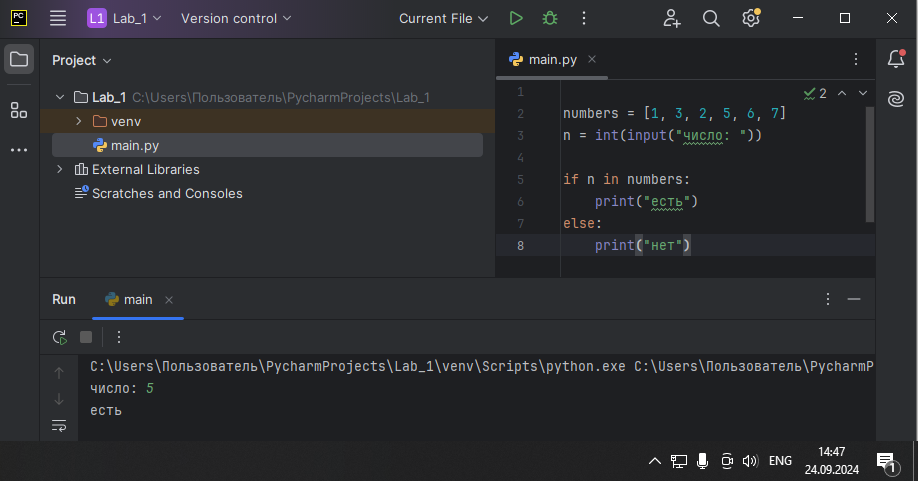 PC L1 Lab_1 Version control Current File
Project
Lab_1 C:\Users\Пользователь\PycharmProjects\Lab_1
venv
main.py
External Libraries
Scratches and Consoles
main.py
2
1
2 numbers = [1, 3, 2, 5, 6, 7]
3 n = int(input("число: "))
4
5 if n in numbers:
6 print("есть")
7 else:
8 print("нет")
Run main
C:\Users\Пользователь\PycharmProjects\Lab_1\venv\Scripts\python.exe C:\Users\Пользователь\PycharmP
число: 5
есть
ENG
14:47
24.09.2024
1